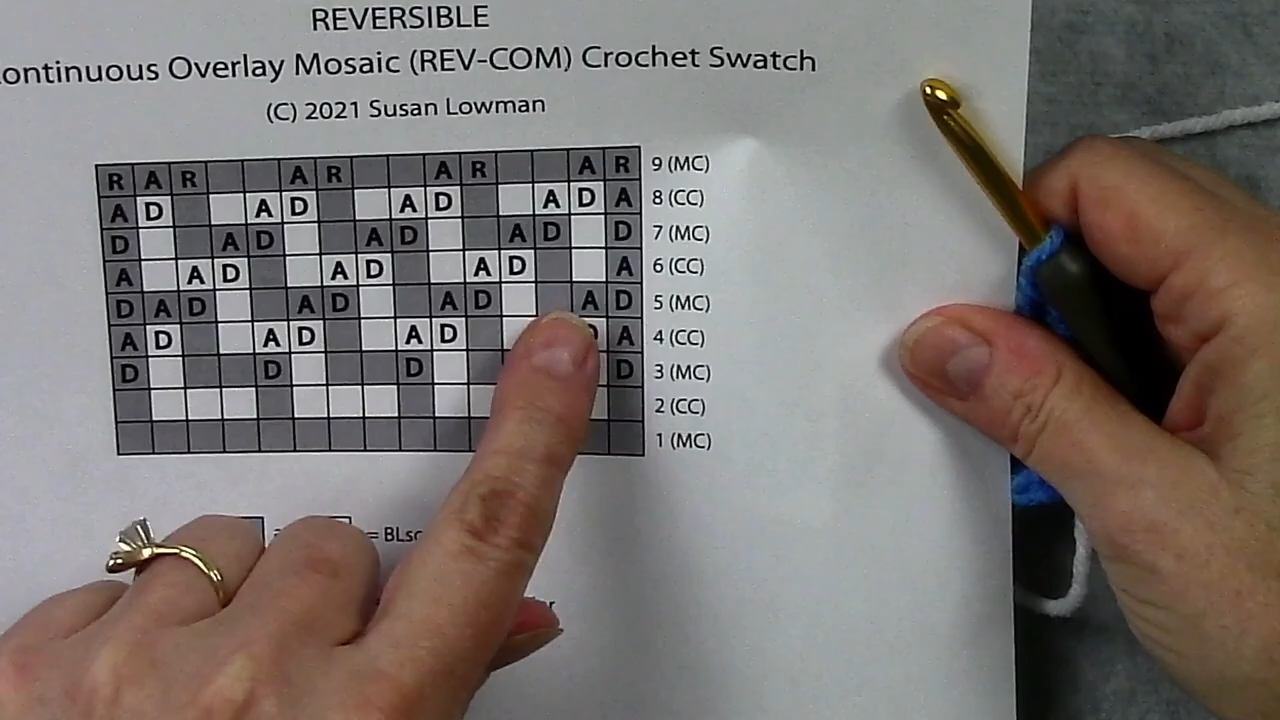 REVERSIBLE
ontinuous Overlay Mosaic (REV-COM) Crochet Swatch
(C) 2021 Susan Lowman
R A R A R A R A R 9 (MC)
A D A D A D A D A 8 (CC)
D A D A D A D D 7 (MC)
A A D A D A D A 6 (CC)
D A D A D A D A D 5 (MC)
A D A D A D A 4 (CC)
D D D D 3 (MC)
2 (CC)
1 (MC)
=